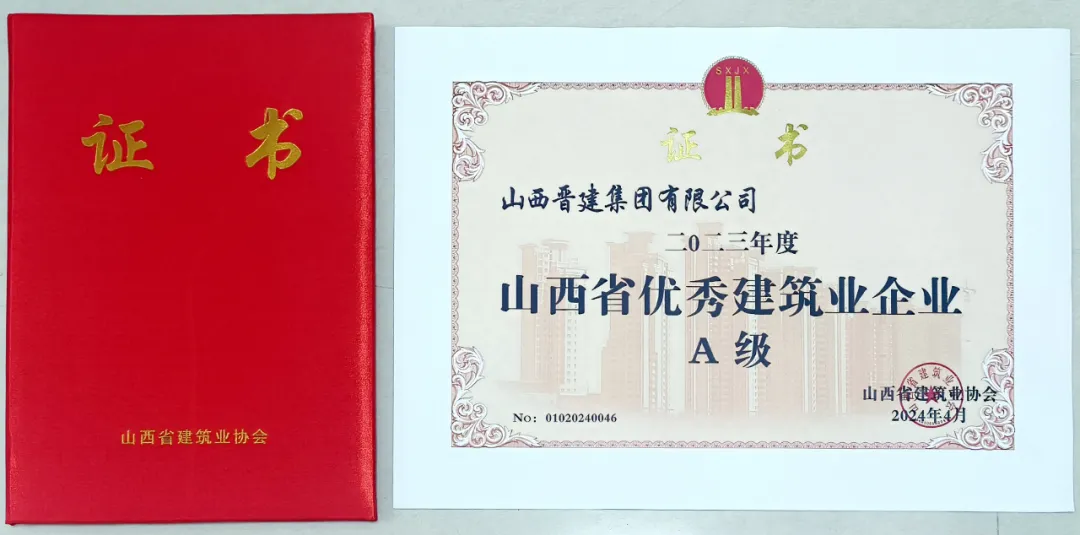 证 书
山西省建筑业协会
SXJX
证 书
山西晋建集团有限公司
二0二三年度
山西省优秀建筑业企业
A 级
No: 01020240046
山西省建筑业协会
2024年4月